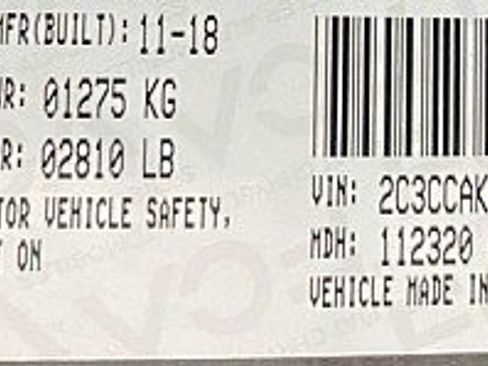 MFR(BUILT): 11-18
WR: 01275 KG
R: 02810 LB
TOR VEHICLE SAFETY,
ON
VIN: 2C3CCAK
MDH: 112320
VEHICLE MADE IN